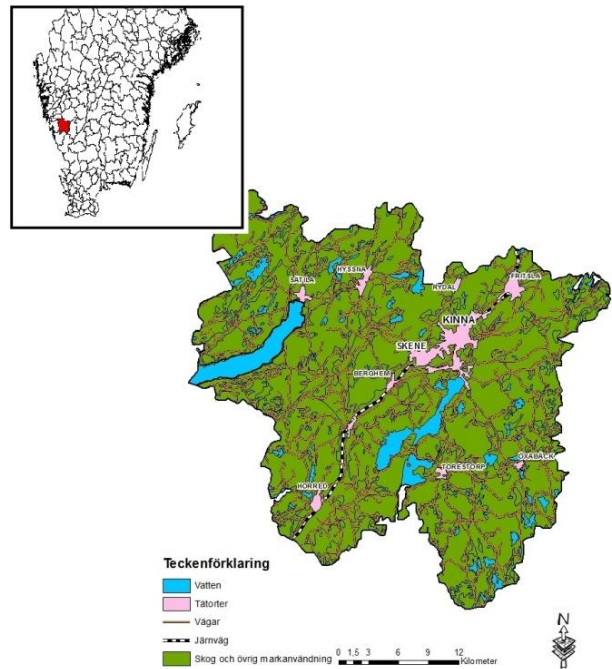 HYSSNA
SÄTILA
RYDAL
FRITSLA
KINNA
SKENE
BERGHEM
TORESTORP
ÖXABÄCK
HORRED
Teckenförklaring
Vatten
Tätorter
Vägar
Järnväg
Skog och övrig markanvändning
0 1,5 3 6 9 12
Kilometer
N